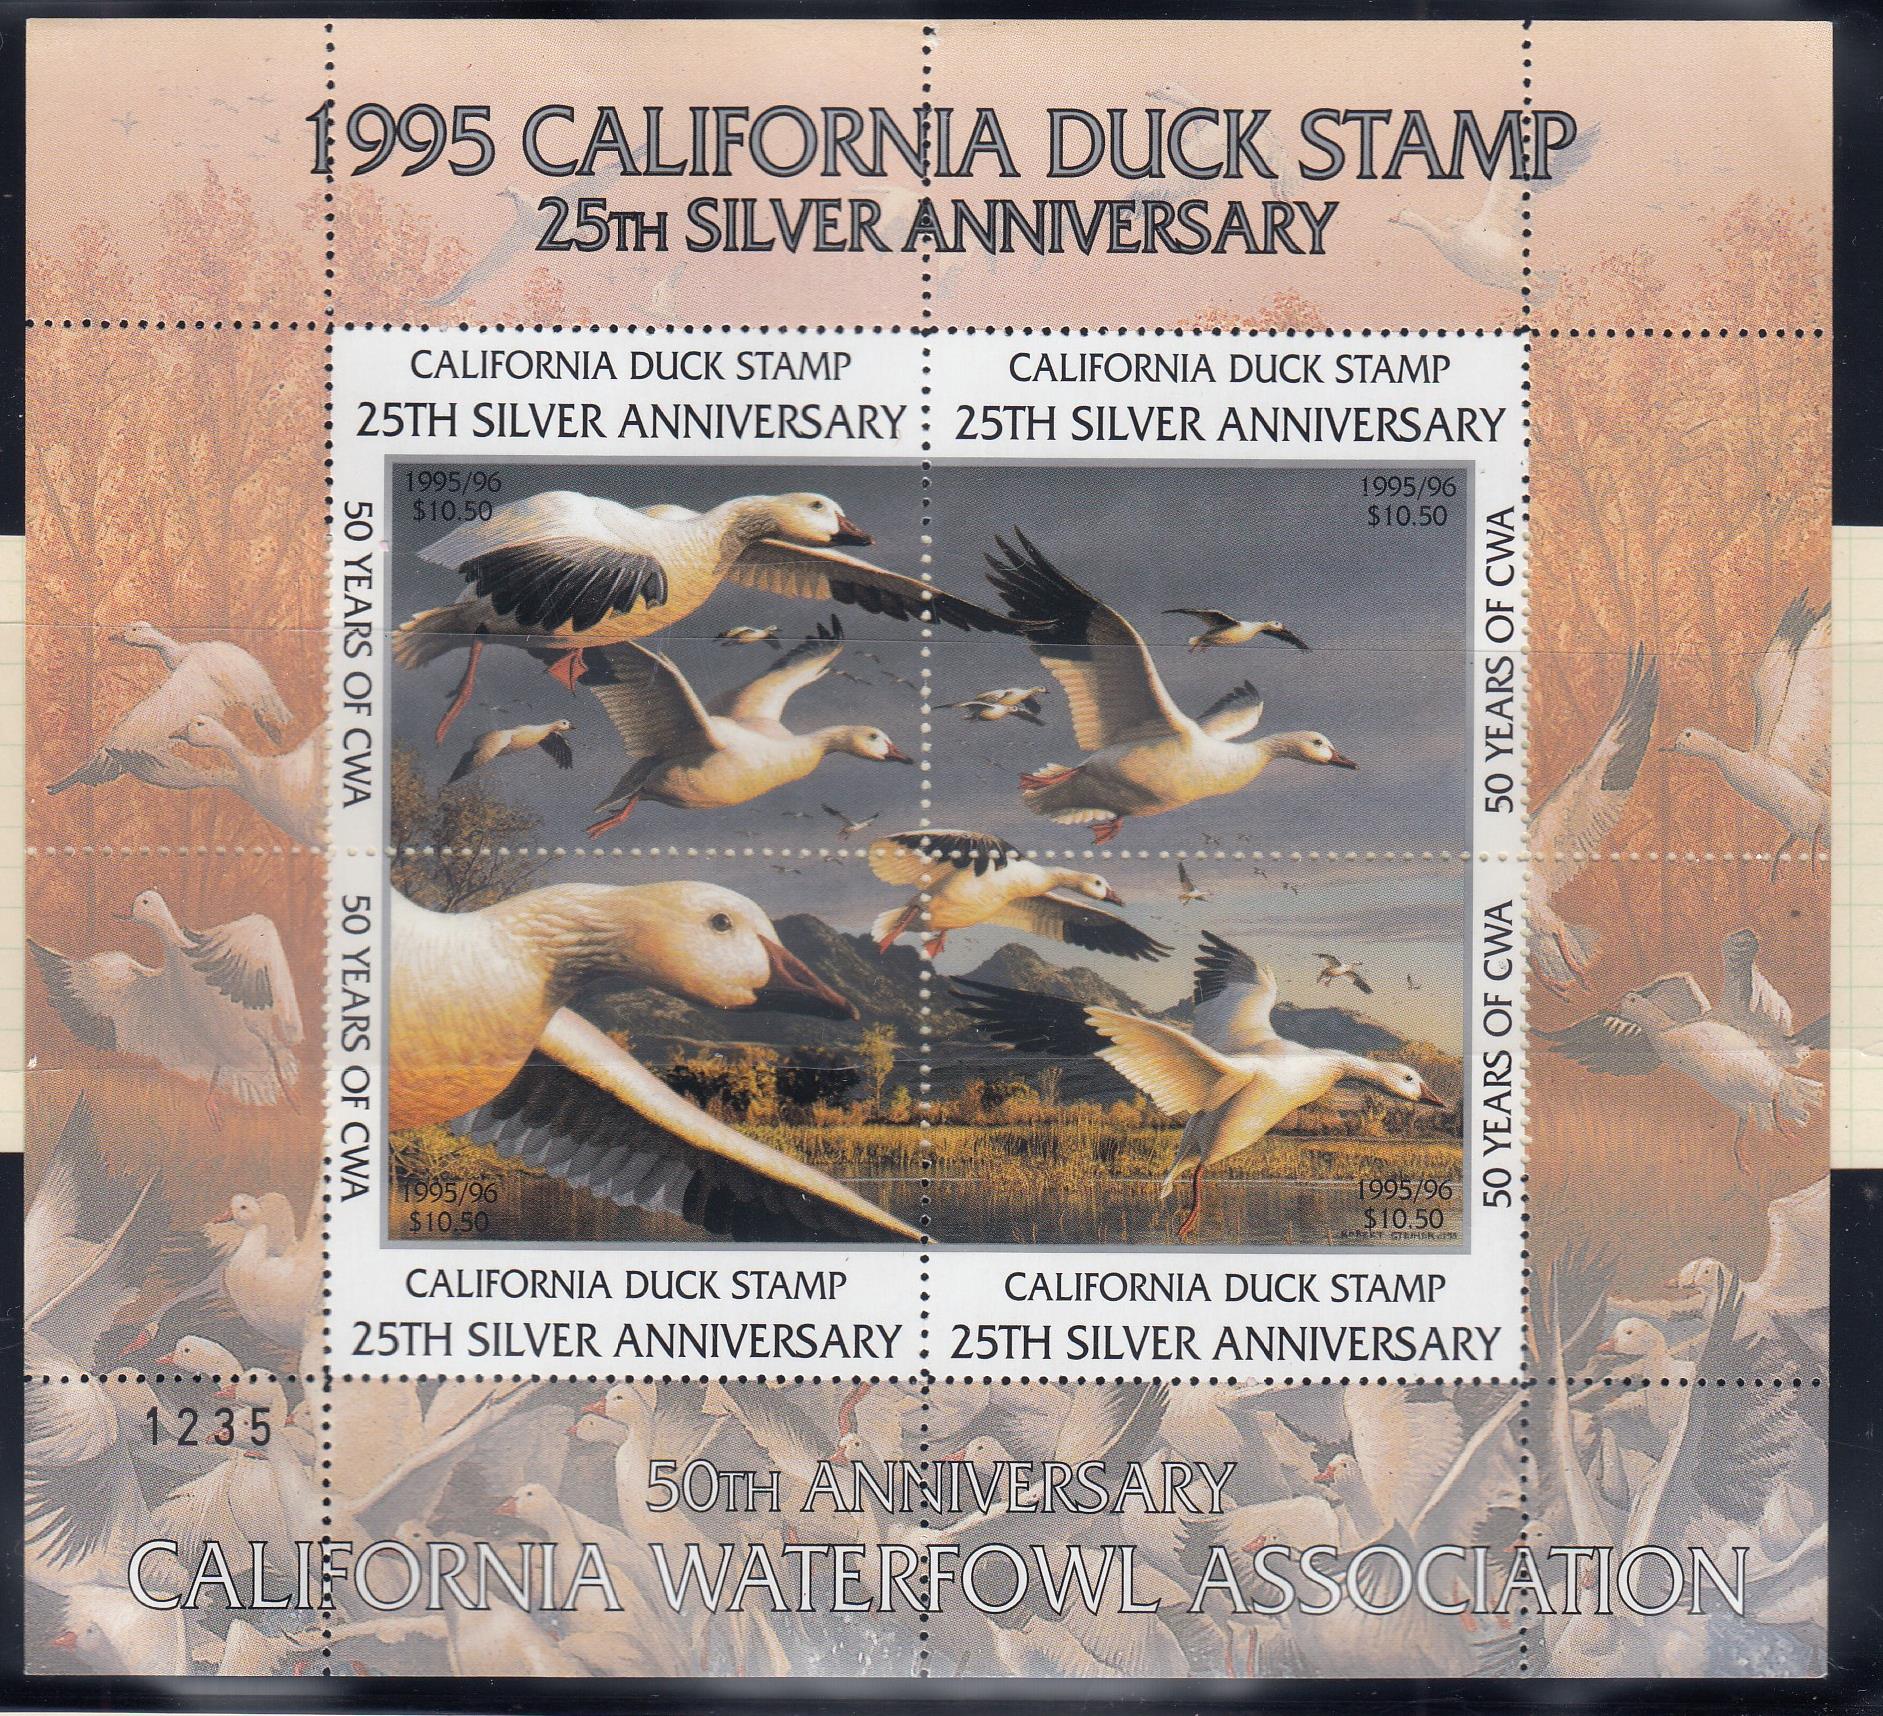 1995 CALIFORNIA DUCK STAMP
25TH SILVER ANNIVERSARY
CALIFORNIA DUCK STAMP
25TH SILVER ANNIVERSARY
1995/96
$10.50
50 YEARS OF CWA
CALIFORNIA DUCK STAMP
25TH SILVER ANNIVERSARY
1995/96
$10.50
50 YEARS OF CWA
50 YEARS OF CWA
1995/96
$10.50
CALIFORNIA DUCK STAMP
25TH SILVER ANNIVERSARY
50 YEARS OF CWA
1995/96
$10.50
ROBERT STEINER
CALIFORNIA DUCK STAMP
25TH SILVER ANNIVERSARY
1235
50TH ANNIVERSARY
CALIFORNIA WATERFOWL ASSOCIATION